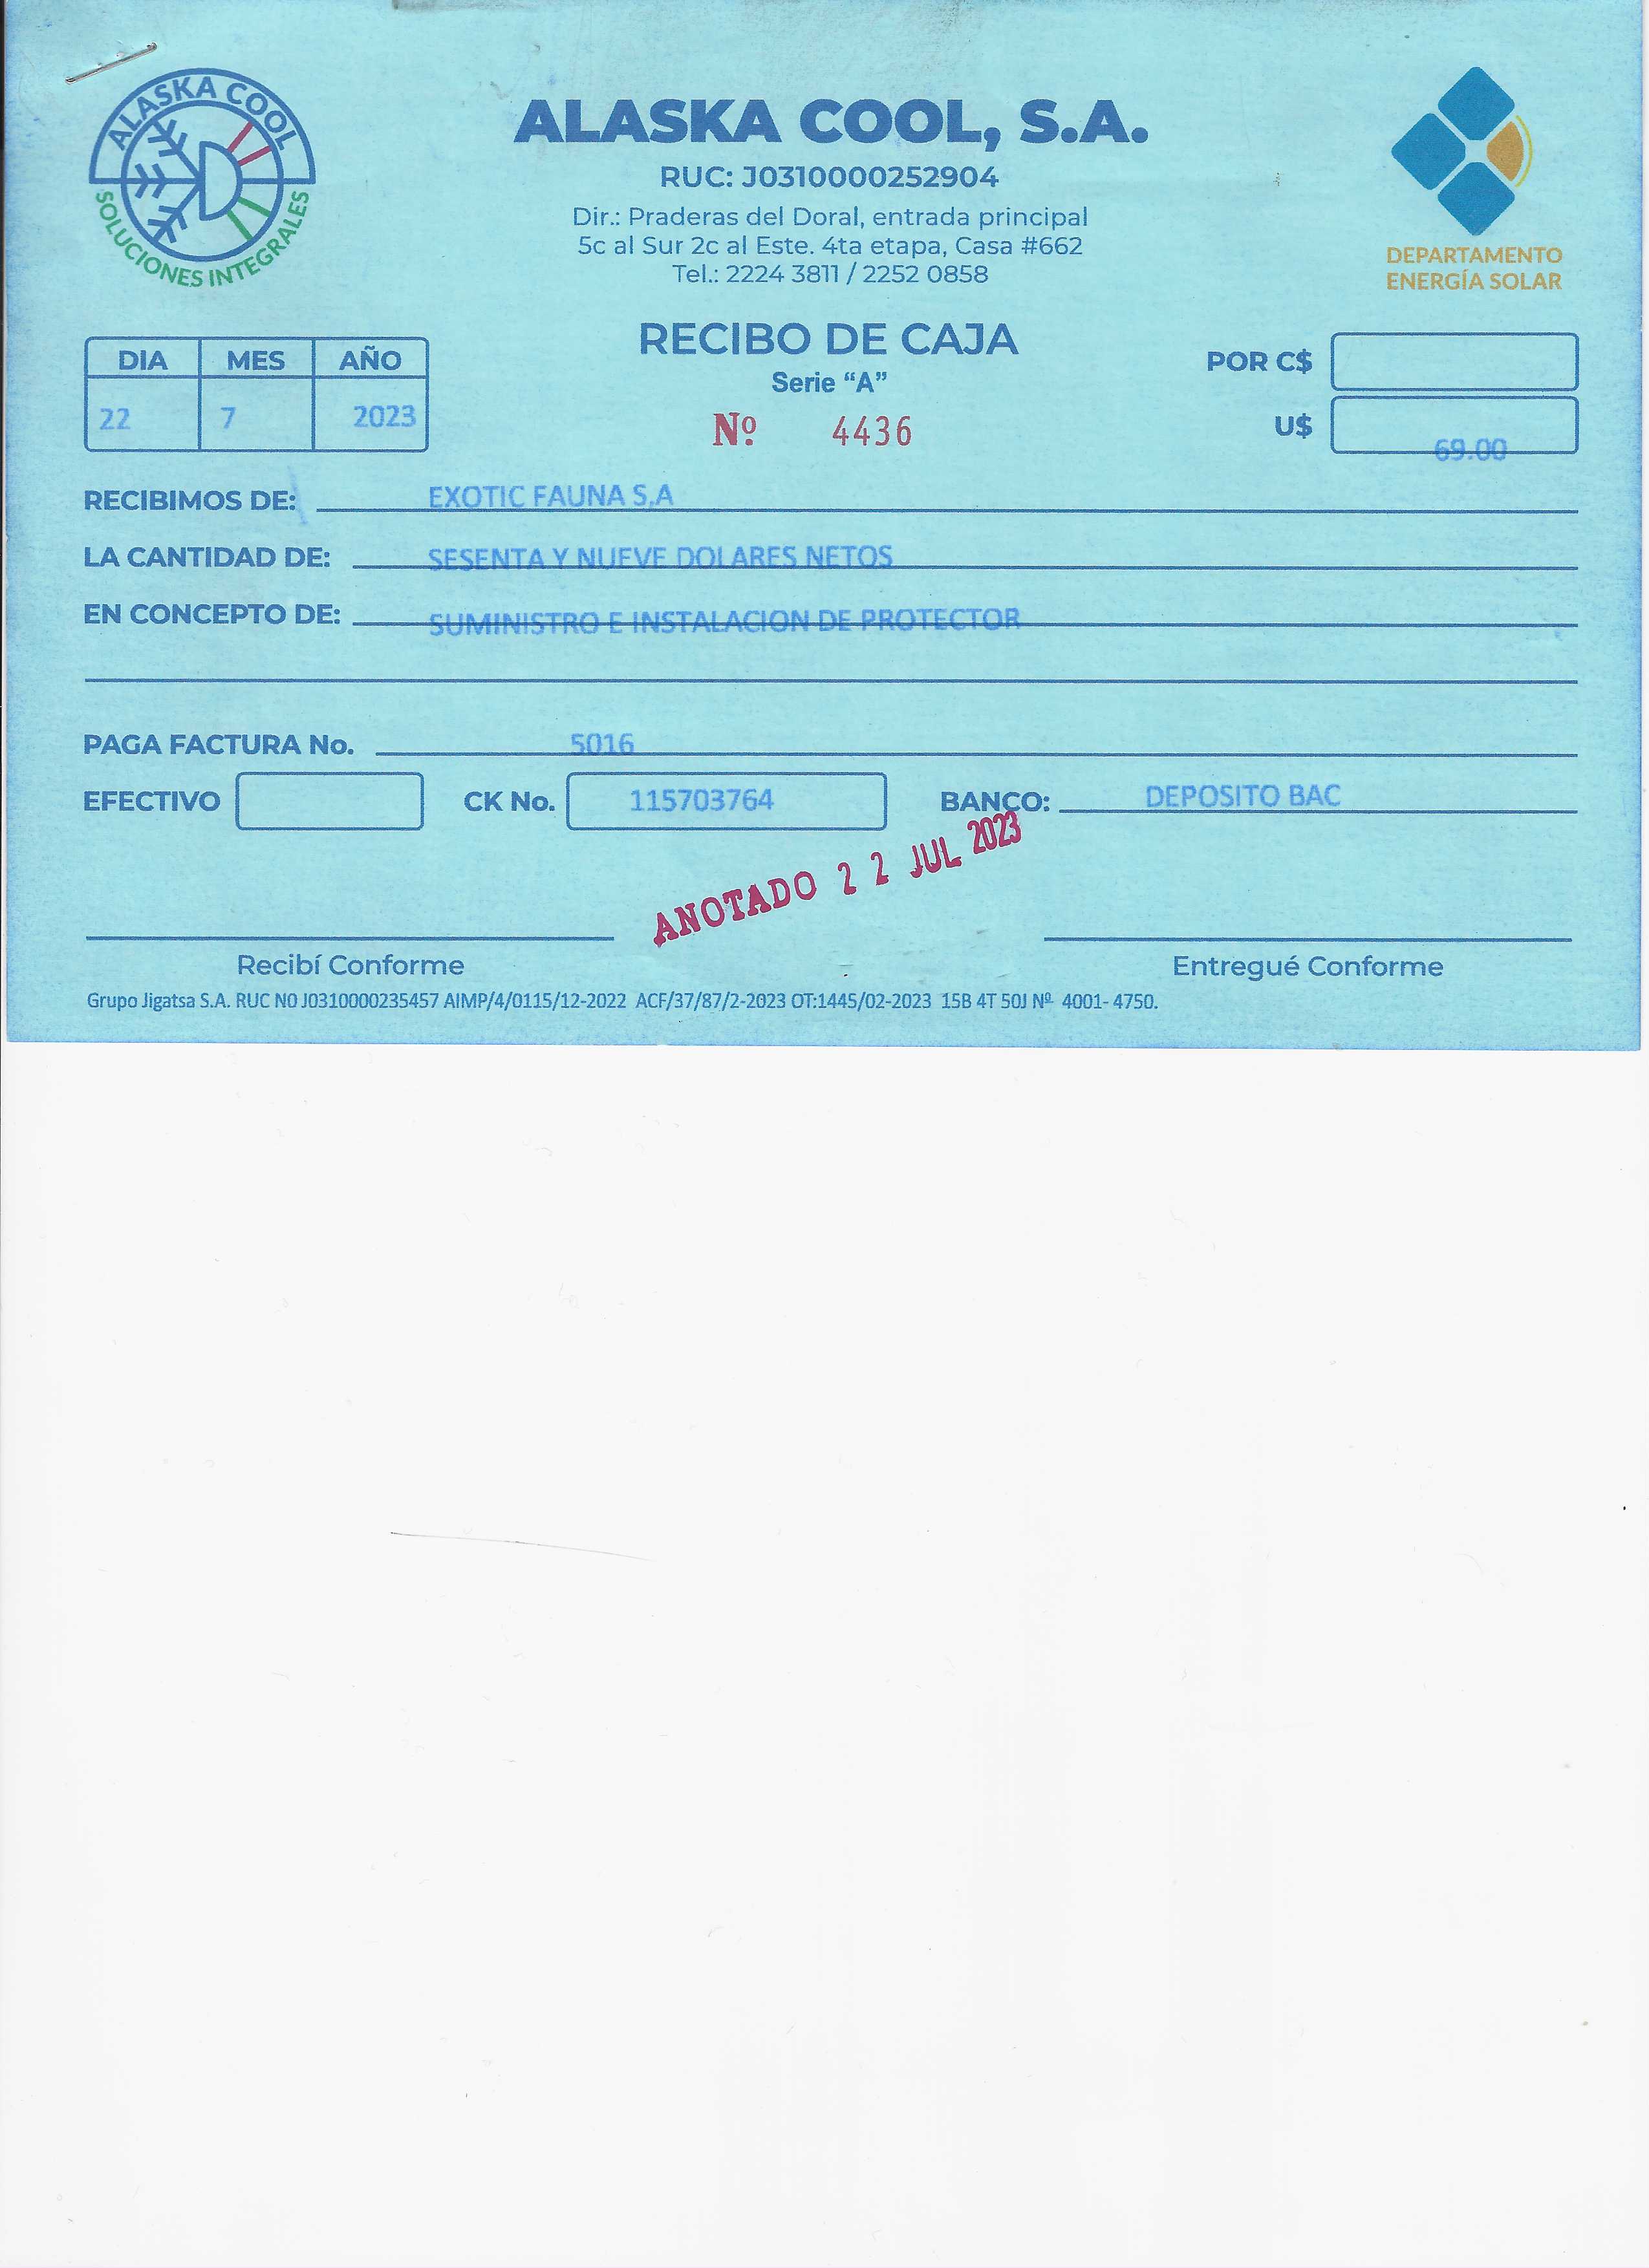 ALASKA COOL
SOLUCIONES INTEGRALES
ALASKA COOL, S.A.
RUC: J0310000252904
Dir.: Praderas del Doral, entrada principal
5c al Sur 2c al Este. 4ta etapa, Casa #662
Tel.: 2224 3811 / 2252 0858
DEPARTAMENTO
ENERGÍA SOLAR
DIA MES AÑO
22 7 2023
RECIBO DE CAJA
Serie “A”
Nº 4436
POR C$
U$ 69.00
RECIBIMOS DE: EXOTIC FAUNA S.A
LA CANTIDAD DE: SESENTA Y NUEVE DOLARES NETOS
EN CONCEPTO DE: SUMINISTRO E INSTALACION DE PROTECTOR
PAGA FACTURA No. 5016
EFECTIVO CK No. 115703764 BANCO: DEPOSITO BAC
ANOTADO 22 JUL 2023
Recibí Conforme Entregué Conforme
Grupo Jigatsa S.A. RUC N0 J0310000235457 AIMP/4/0115/12-2022 ACF/37/87/2-2023 OT:1445/02-2023 15B 4T 50J Nº 4001- 4750.